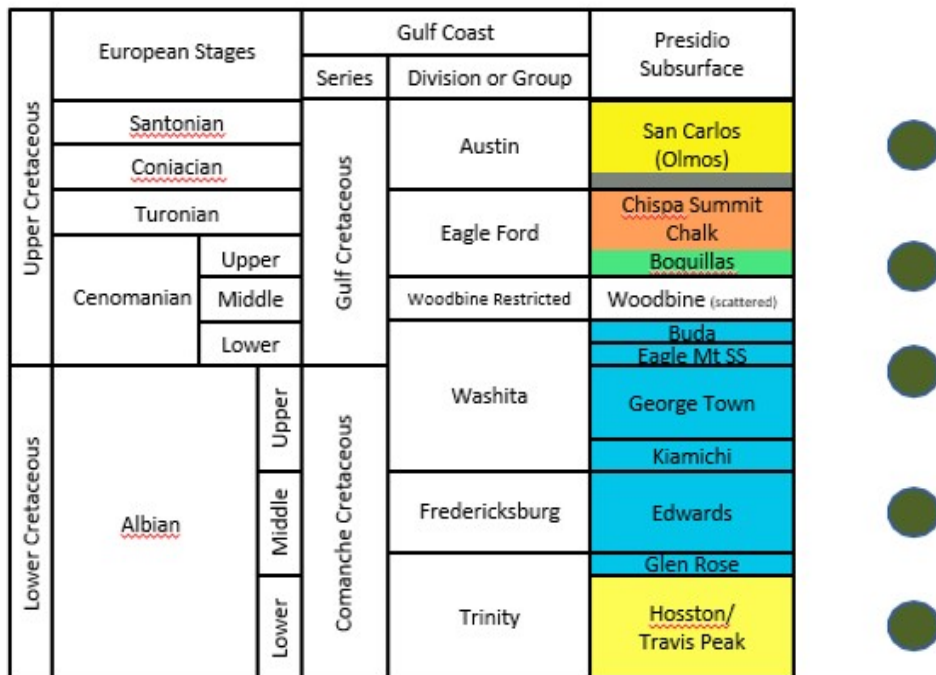 Upper Cretaceous
European Stages
Gulf Coast
Presidio
Subsurface
Series
Division or Group
Santonian
Coniacian
Turonian
Cenomanian
Upper
Middle
Lower
Gulf Cretaceous
Austin
San Carlos
(Olmos)
Eagle Ford
Chispa Summit
Chalk
Boquillas
Woodbine Restricted
Woodbine (scattered)
Washita
Buda
Eagle Mt SS
George Town
Kiamichi
Lower Cretaceous
Albian
Upper
Middle
Lower
Comanche Cretaceous
Fredericksburg
Edwards
Trinity
Glen Rose
Hosston/
Travis Peak